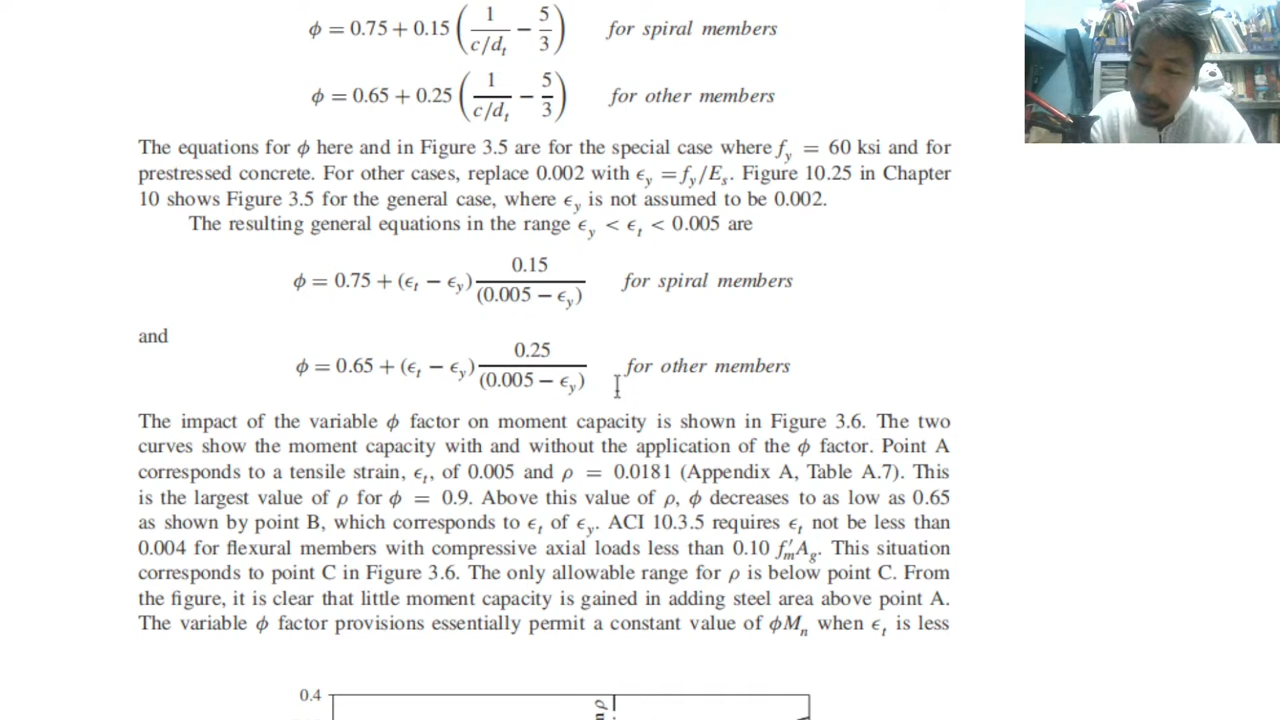 ϕ = 0.75 + 0.15 (1/(c/dₜ) − 5/3) for spiral members
ϕ = 0.65 + 0.25 (1/(c/dₜ) − 5/3) for other members
The equations for ϕ here and in Figure 3.5 are for the special case where f_y = 60 ksi and for
prestressed concrete. For other cases, replace 0.002 with ϵ_y = f_y/E_s. Figure 10.25 in Chapter
10 shows Figure 3.5 for the general case, where ϵ_y is not assumed to be 0.002.
The resulting general equations in the range ϵ_y < ϵₜ < 0.005 are
ϕ = 0.75 + (ϵₜ − ϵ_y) 0.15/(0.005 − ϵ_y) for spiral members
and
ϕ = 0.65 + (ϵₜ − ϵ_y) 0.25/(0.005 − ϵ_y) for other members
The impact of the variable ϕ factor on moment capacity is shown in Figure 3.6. The two
curves show the moment capacity with and without the application of the ϕ factor. Point A
corresponds to a tensile strain, ϵₜ, of 0.005 and ρ = 0.0181 (Appendix A, Table A.7). This
is the largest value of ρ for ϕ = 0.9. Above this value of ρ, ϕ decreases to as low as 0.65
as shown by point B, which corresponds to ϵₜ of ϵ_y. ACI 10.3.5 requires ϵₜ not be less than
0.004 for flexural members with compressive axial loads less than 0.10 f′_m A_g. This situation
corresponds to point C in Figure 3.6. The only allowable range for ρ is below point C. From
the figure, it is clear that little moment capacity is gained in adding steel area above point A.
The variable ϕ factor provisions essentially permit a constant value of ϕM_n when ϵₜ is less
0.4